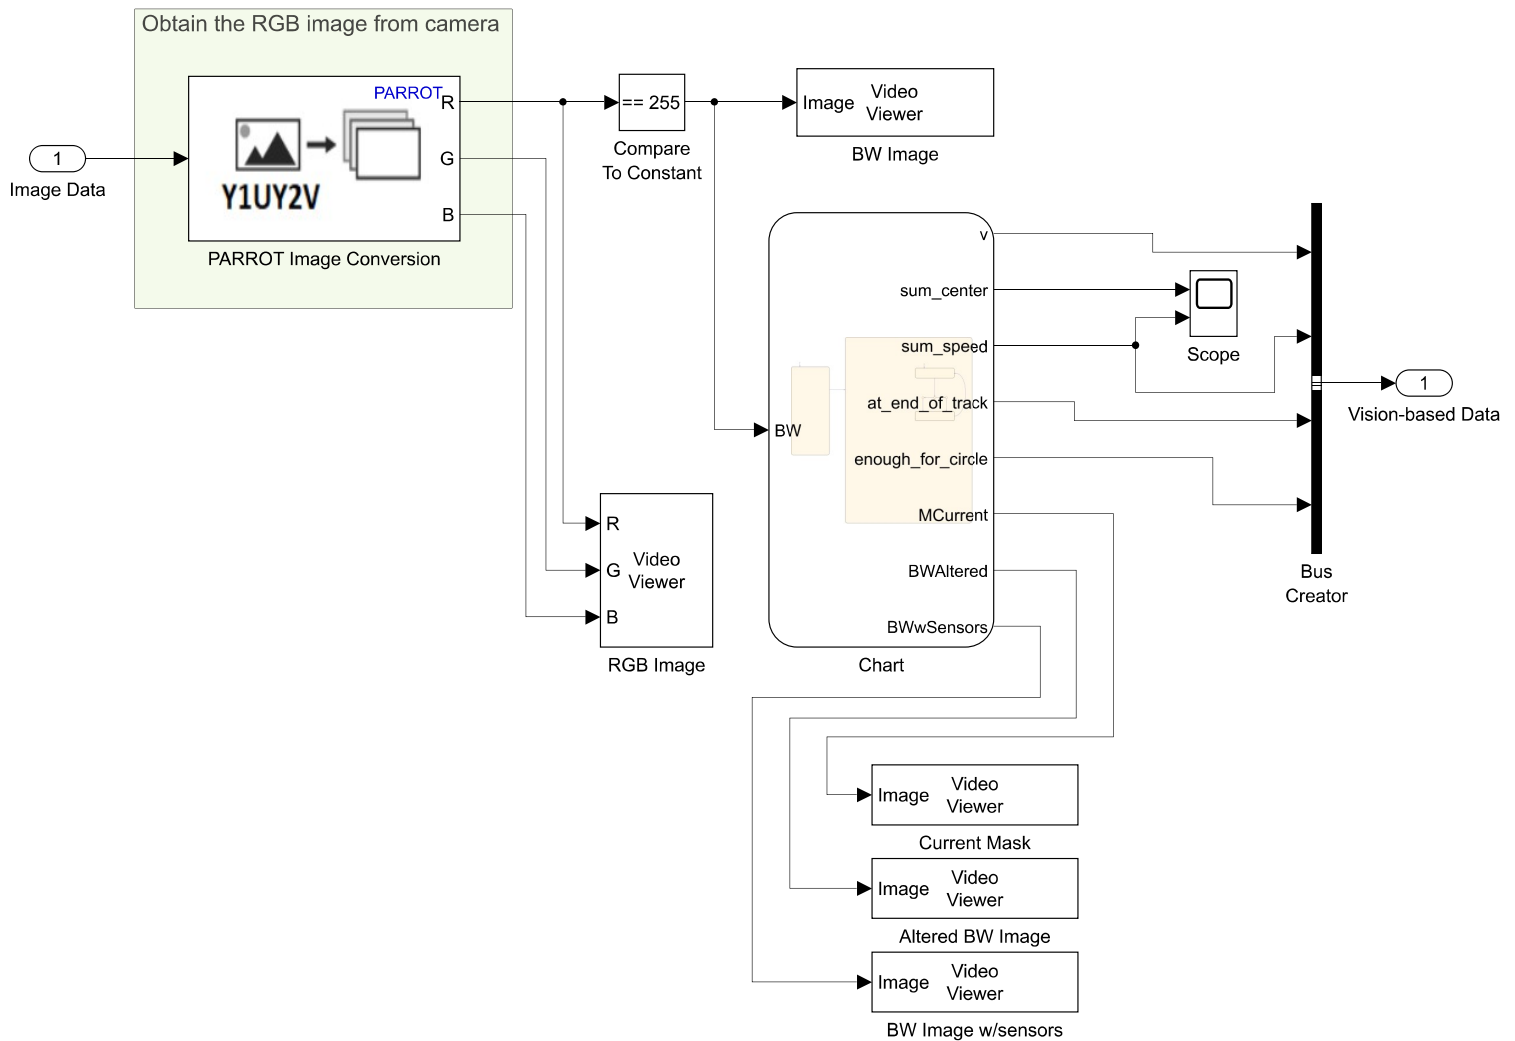 Obtain the RGB image from camera
PARROT
R
G
B
Y1UY2V
PARROT Image Conversion
1
Image Data
== 255
Compare
To Constant
Image
Video
Viewer
BW Image
R
G
B
Video
Viewer
RGB Image
BW
v
sum_center
sum_speed
at_end_of_track
enough_for_circle
MCurrent
BWAltered
BWwSensors
Chart
Scope
Bus
Creator
1
Vision-based Data
Image
Video
Viewer
Current Mask
Image
Video
Viewer
Altered BW Image
Image
Video
Viewer
BW Image w/sensors